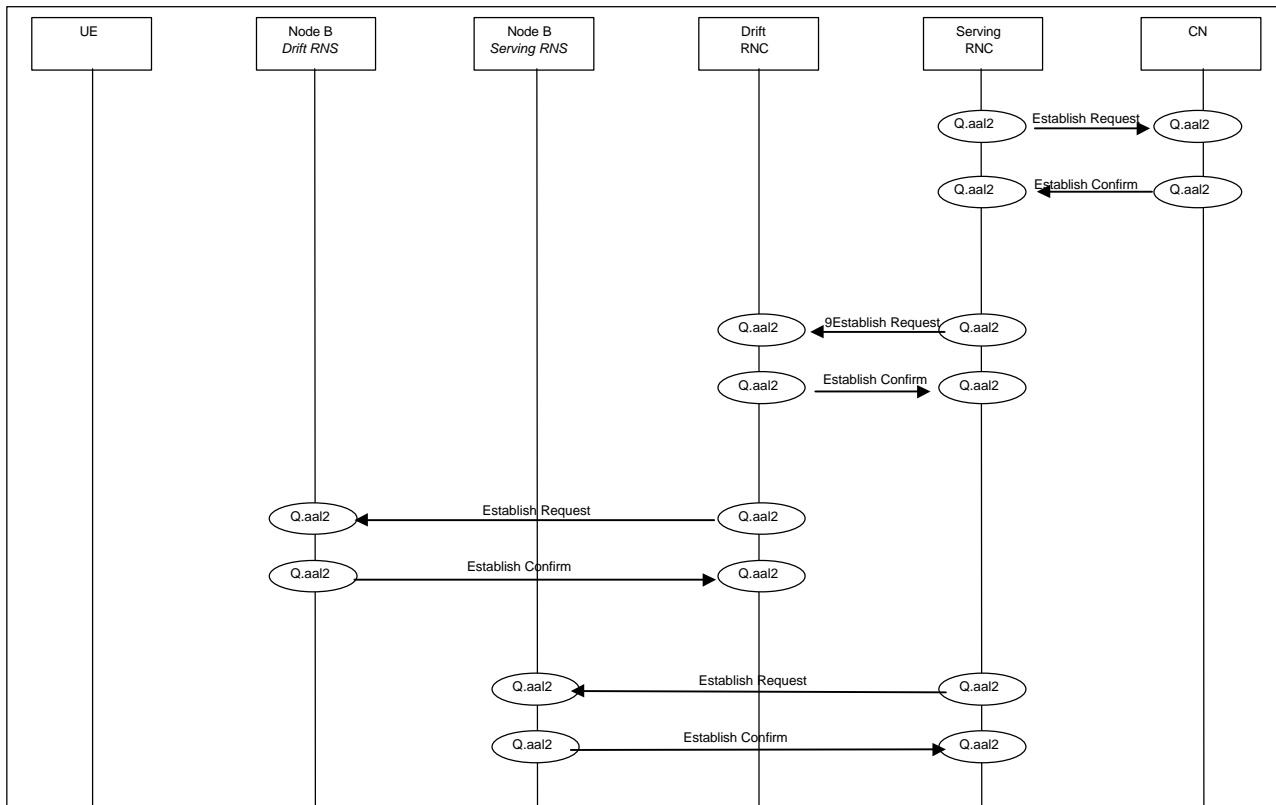 UE
Node B
Drift RNS
Node B
Serving RNS
Drift
RNC
Serving
RNC
CN
Q.aal2
Establish Request
Q.aal2
Q.aal2
Establish Confirm
Q.aal2
Q.aal2
9Establish Request
Q.aal2
Q.aal2
Establish Confirm
Q.aal2
Q.aal2
Establish Request
Q.aal2
Q.aal2
Establish Confirm
Q.aal2
Q.aal2
Establish Request
Q.aal2
Q.aal2
Establish Confirm
Q.aal2